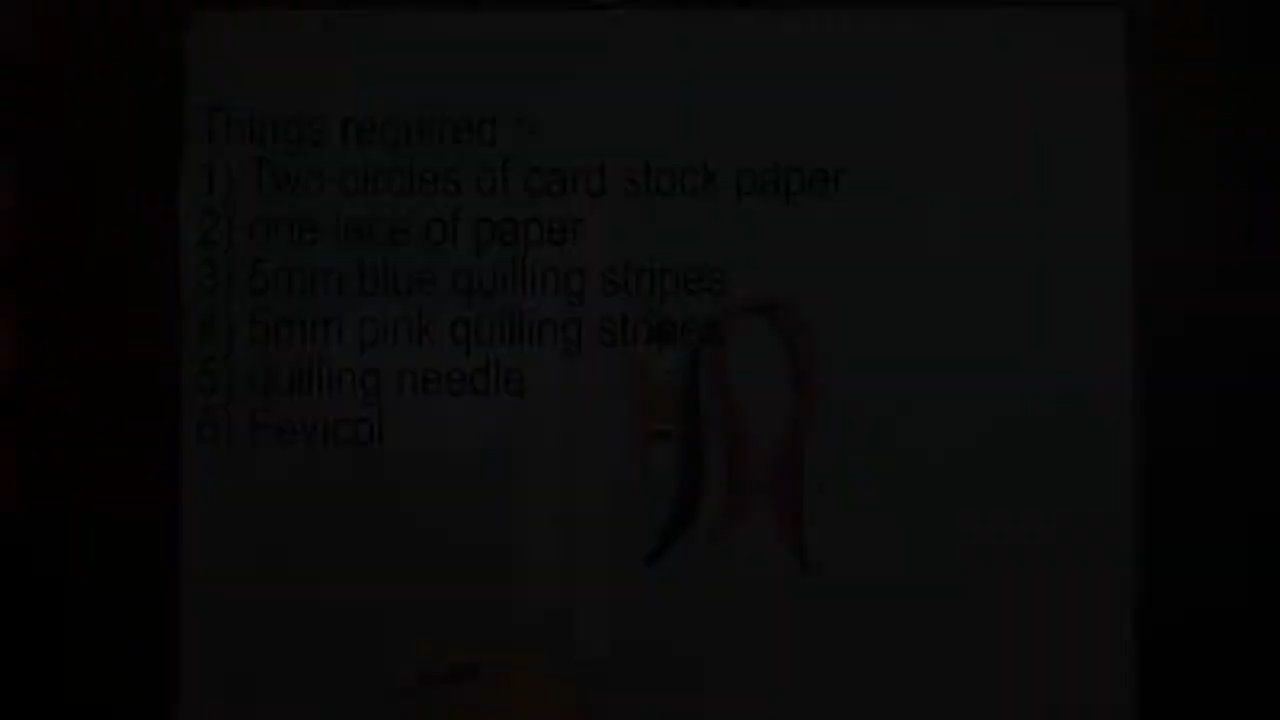 Things required :-
1) Two circles of card stock paper
2) one lace of paper
3) 5mm blue quilling stripes
4) 5mm pink quilling stripes
5) quilling needle
6) Fevicol